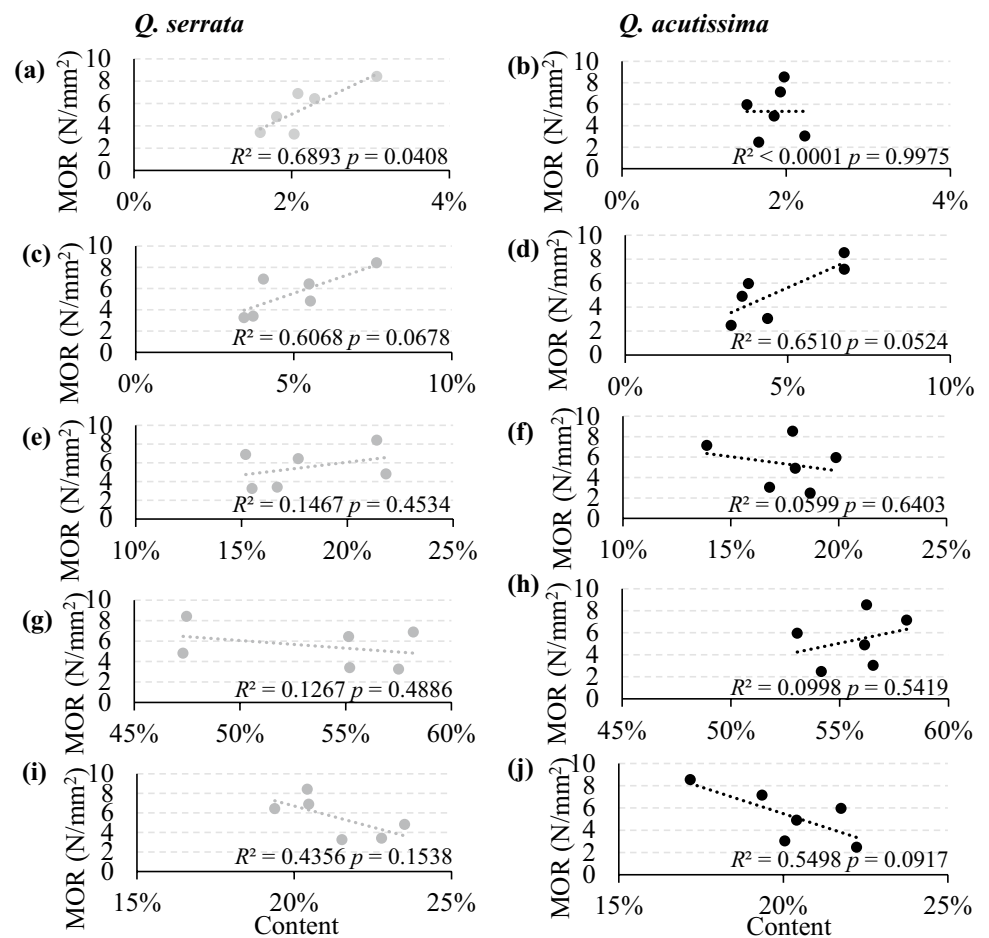 Q. serrata
Q. acutissima
(a)
MOR (N/mm²)
10
8
6
4
2
0
R² = 0.6893 p = 0.0408
0% 2% 4%
(b)
MOR (N/mm²)
10
8
6
4
2
0
R² < 0.0001 p = 0.9975
0% 2% 4%
(c)
MOR (N/mm²)
10
8
6
4
2
0
R² = 0.6068 p = 0.0678
0% 5% 10%
(d)
MOR (N/mm²)
10
8
6
4
2
0
R² = 0.6510 p = 0.0524
0% 5% 10%
(e)
MOR (N/mm²)
10
8
6
4
2
0
R² = 0.1467 p = 0.4534
10% 15% 20% 25%
(f)
MOR (N/mm²)
10
8
6
4
2
0
R² = 0.0599 p = 0.6403
10% 15% 20% 25%
(g)
MOR (N/mm²)
10
8
6
4
2
0
R² = 0.1267 p = 0.4886
45% 50% 55% 60%
(h)
MOR (N/mm²)
10
8
6
4
2
0
R² = 0.0998 p = 0.5419
45% 50% 55% 60%
(i)
MOR (N/mm²)
10
8
6
4
2
0
R² = 0.4356 p = 0.1538
15% 20% 25%
Content
(j)
MOR (N/mm²)
10
8
6
4
2
0
R² = 0.5498 p = 0.0917
15% 20% 25%
Content